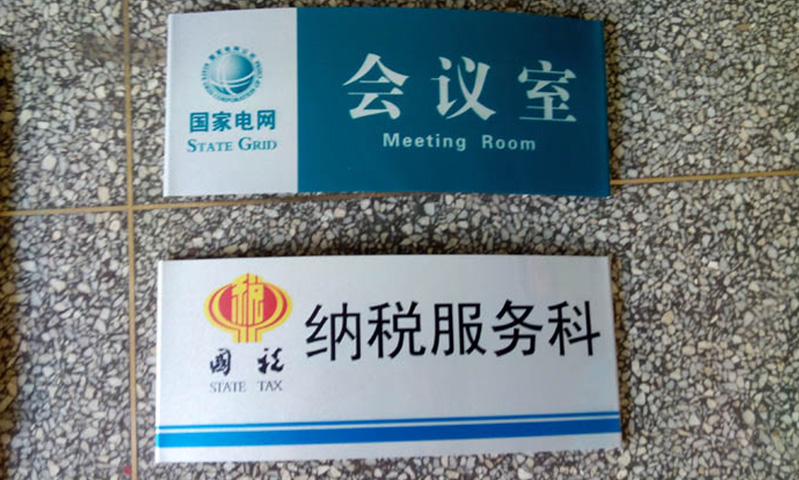 国家电网
STATE GRID
会议室
Meeting Room
税
国税
STATE TAX
纳税服务科